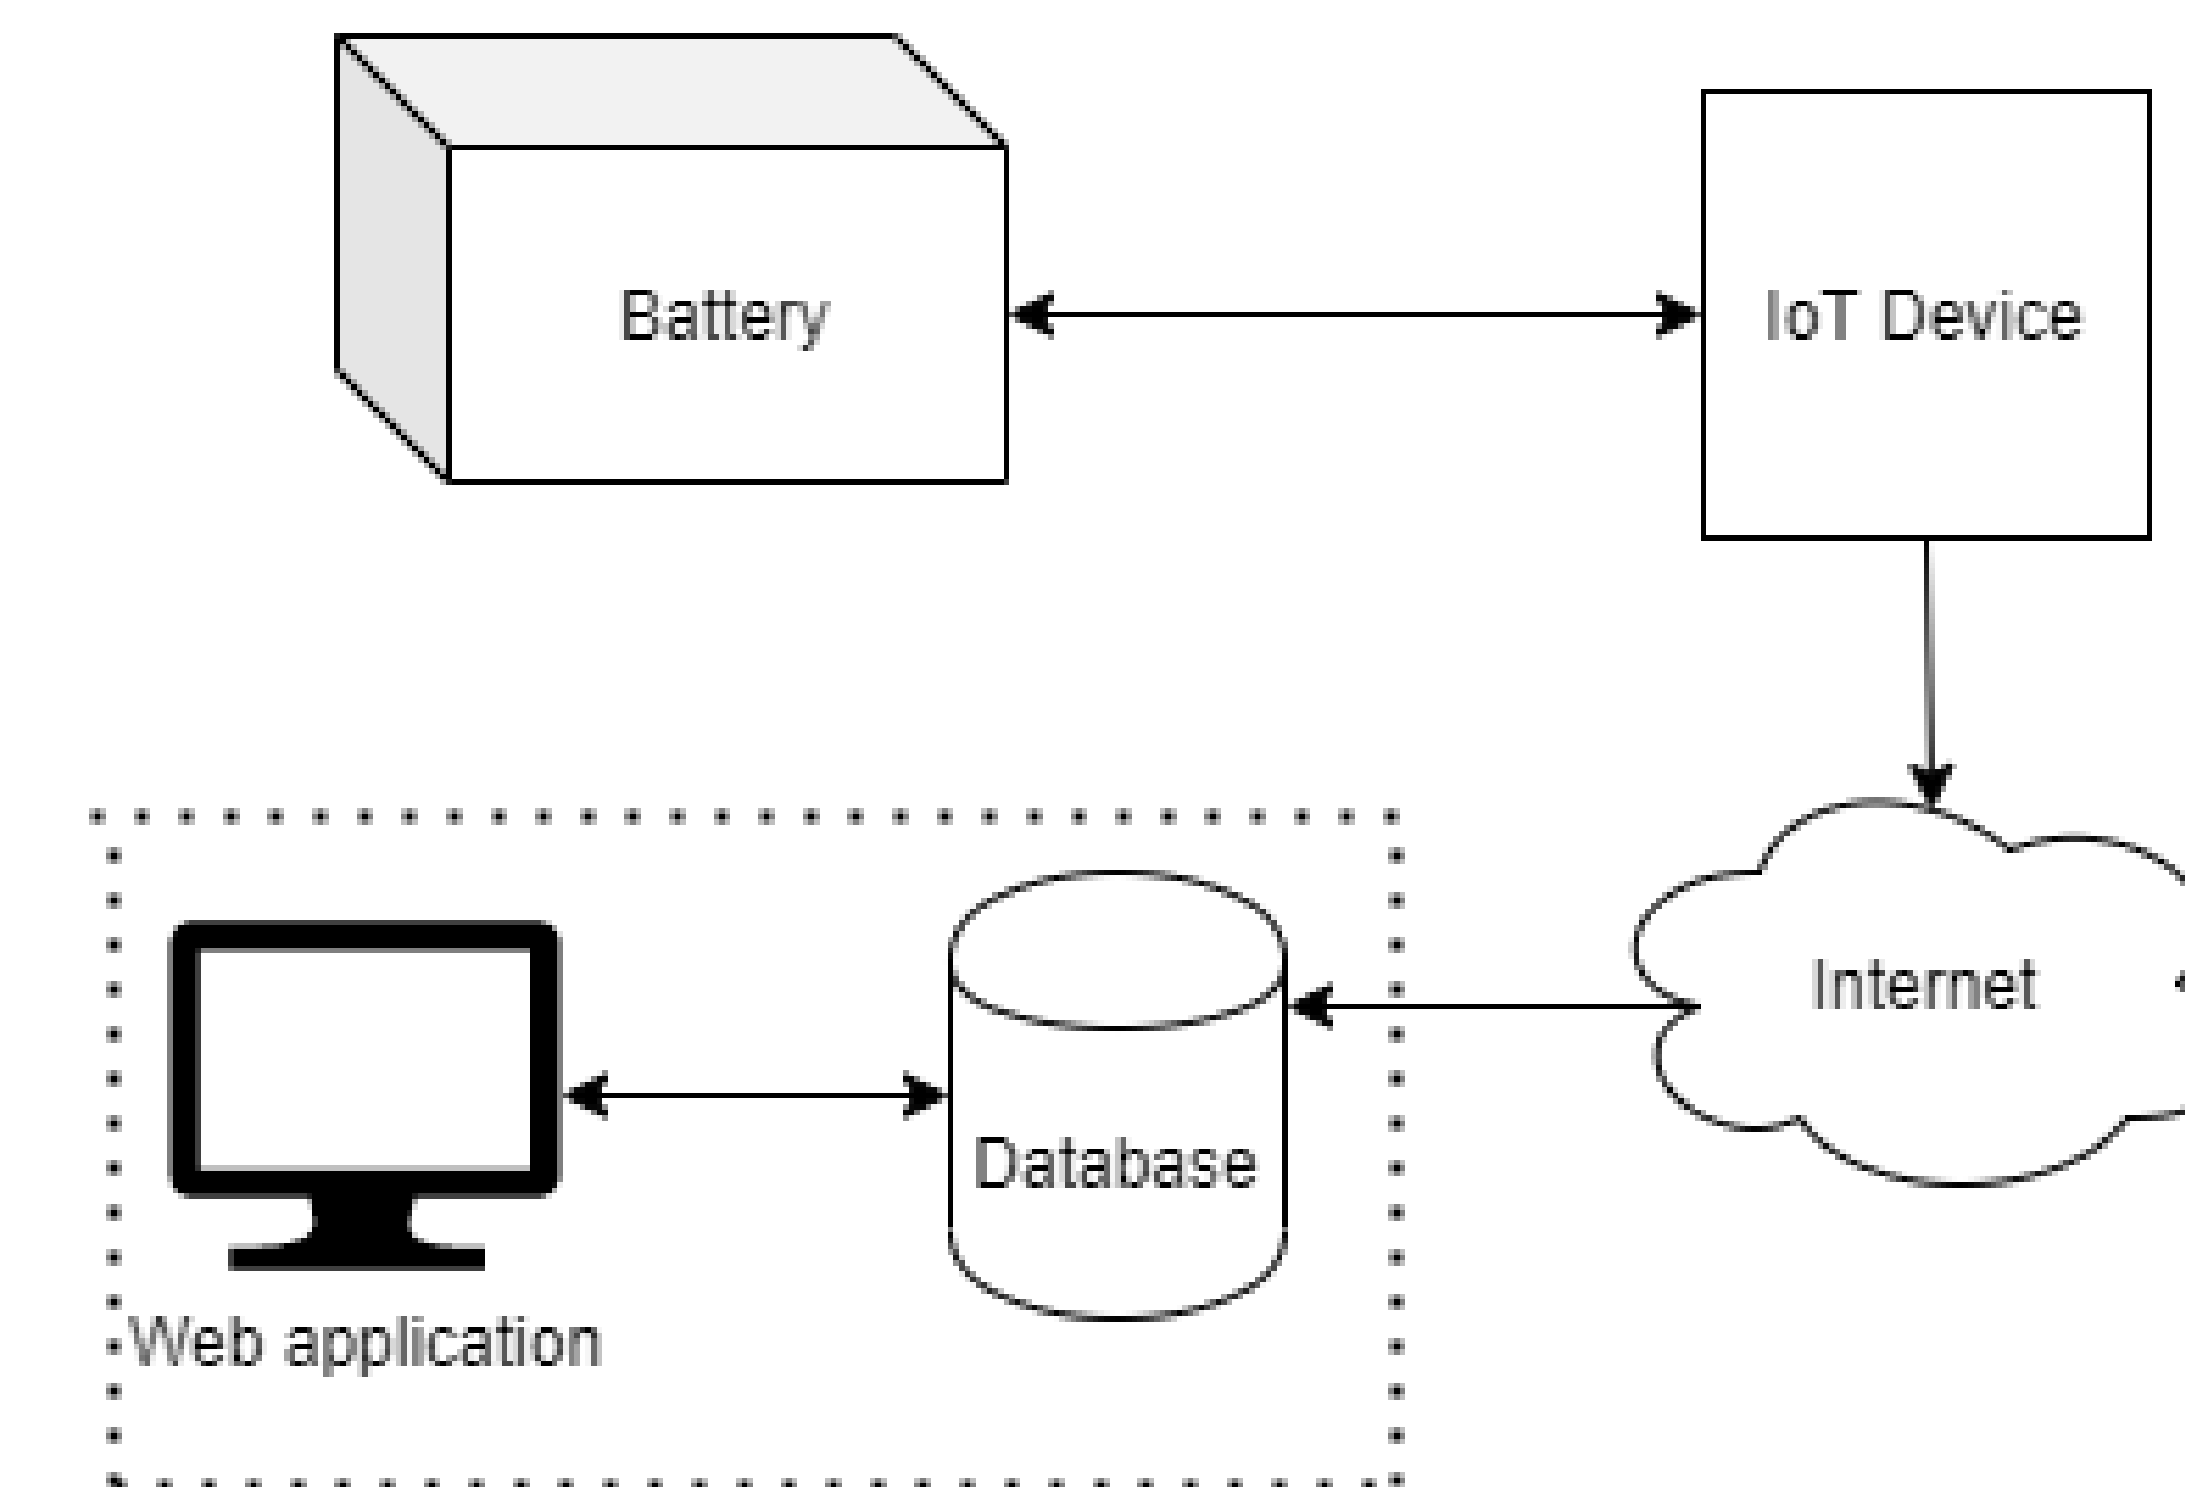 Battery
IoT Device
Internet
Database
Web application